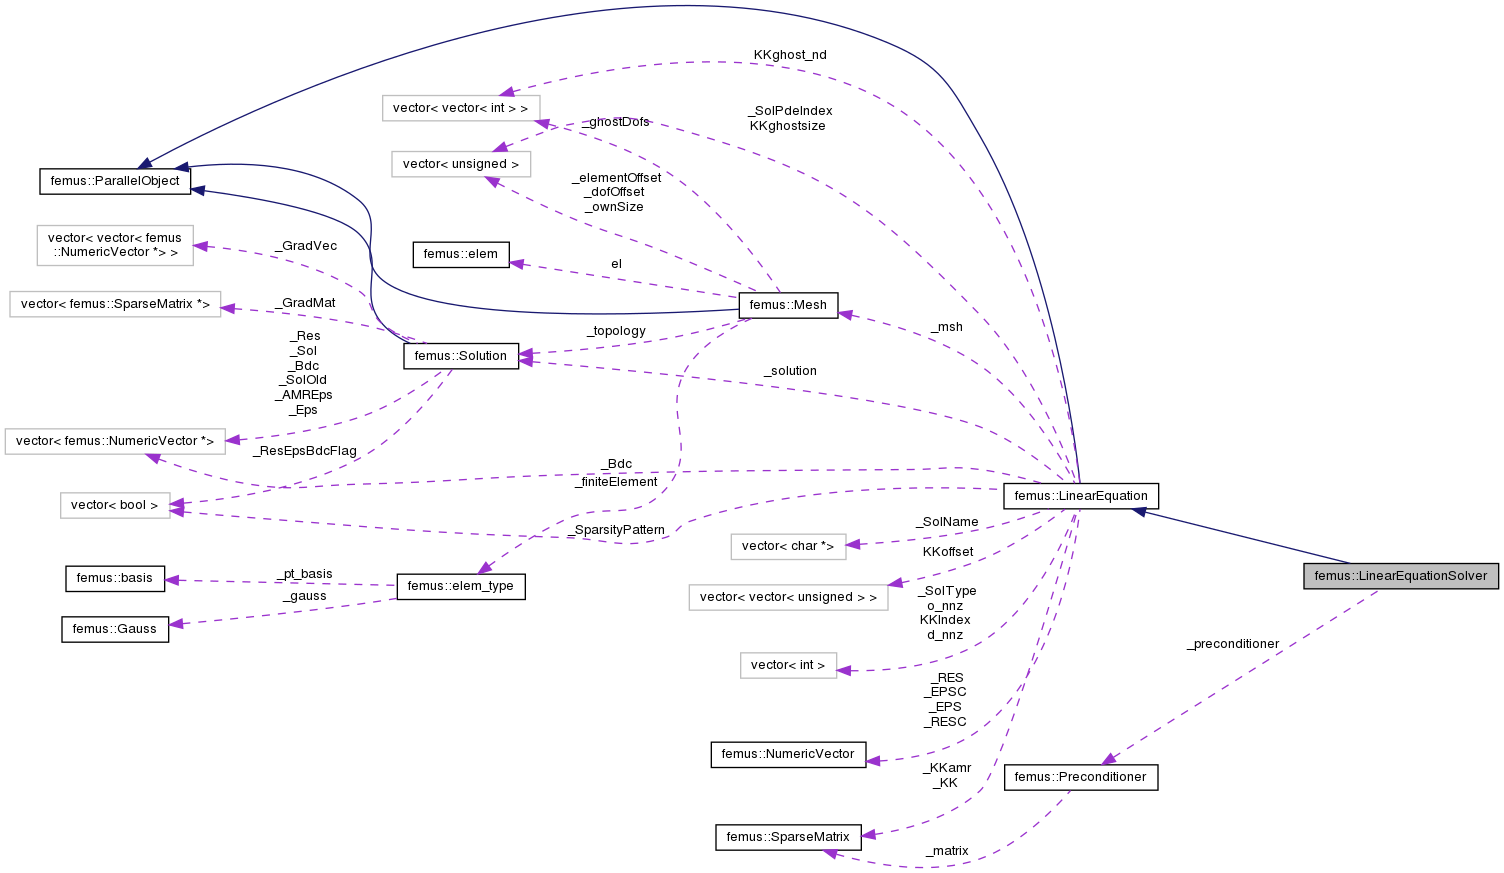 KKghost_nd
vector< vector< int > >
_SolPdeIndex
KKghostsize
_ghostDofs
vector< unsigned >
femus::ParallelObject
_elementOffset
_dofOffset
_ownSize
vector< vector< femus
::NumericVector *> >
_GradVec
femus::elem
el
vector< femus::SparseMatrix *>
_GradMat
femus::Mesh
_msh
_topology
_Res
_Sol
_Bdc
_SolOld
_AMREps
_Eps
femus::Solution
_solution
vector< femus::NumericVector *>
_ResEpsBdcFlag
_Bdc
_finiteElement
vector< bool >
femus::LinearEquation
_SparsityPattern
_SolName
vector< char *>
KKoffset
femus::basis
_pt_basis
femus::elem_type
femus::LinearEquationSolver
_gauss
vector< vector< unsigned > >
_SolType
o_nnz
KKIndex
d_nnz
femus::Gauss
_preconditioner
vector< int >
_RES
_EPSC
_EPS
_RESC
femus::NumericVector
_KKamr
_KK
femus::Preconditioner
femus::SparseMatrix
_matrix